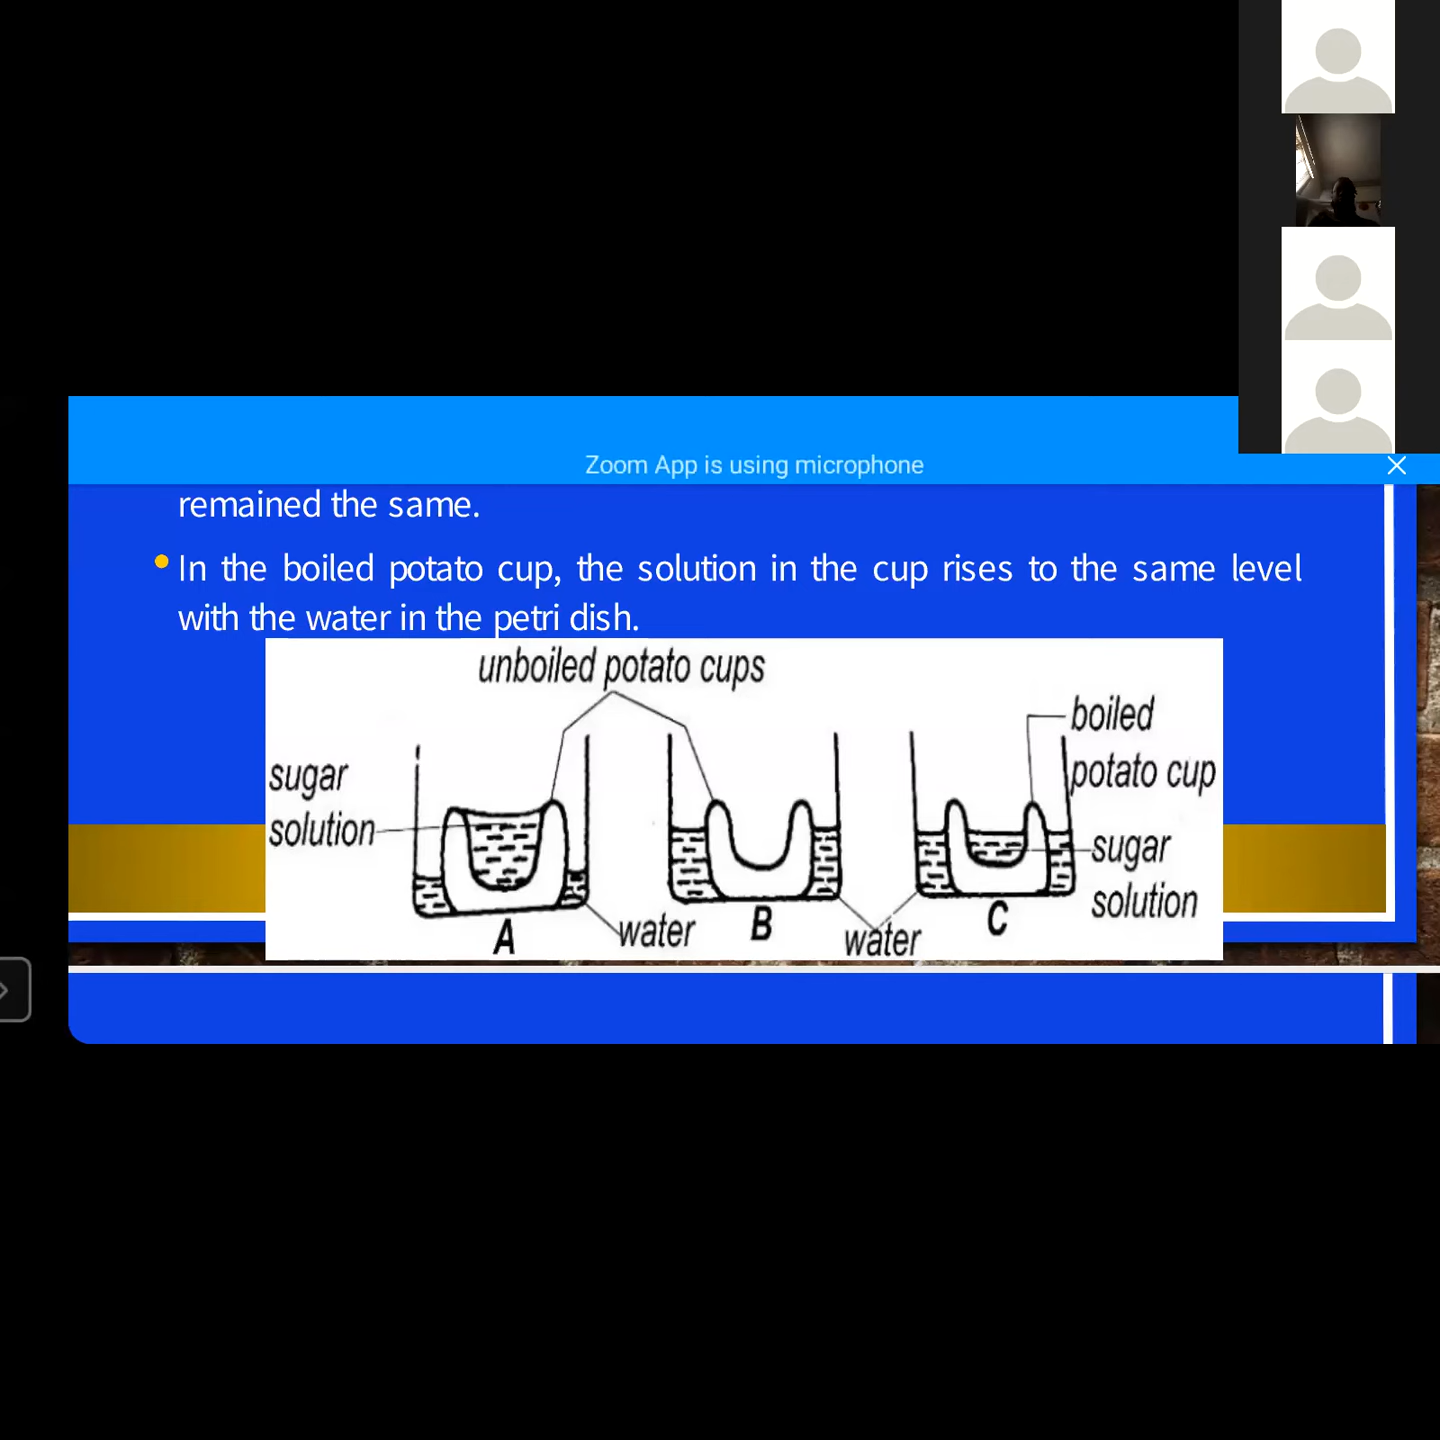 Zoom App is using microphone
remained the same.
In the boiled potato cup, the solution in the cup rises to the same level
with the water in the petri dish.
unboiled potato cups
boiled
potato cup
sugar
solution
sugar
solution
A
water
B
water
C